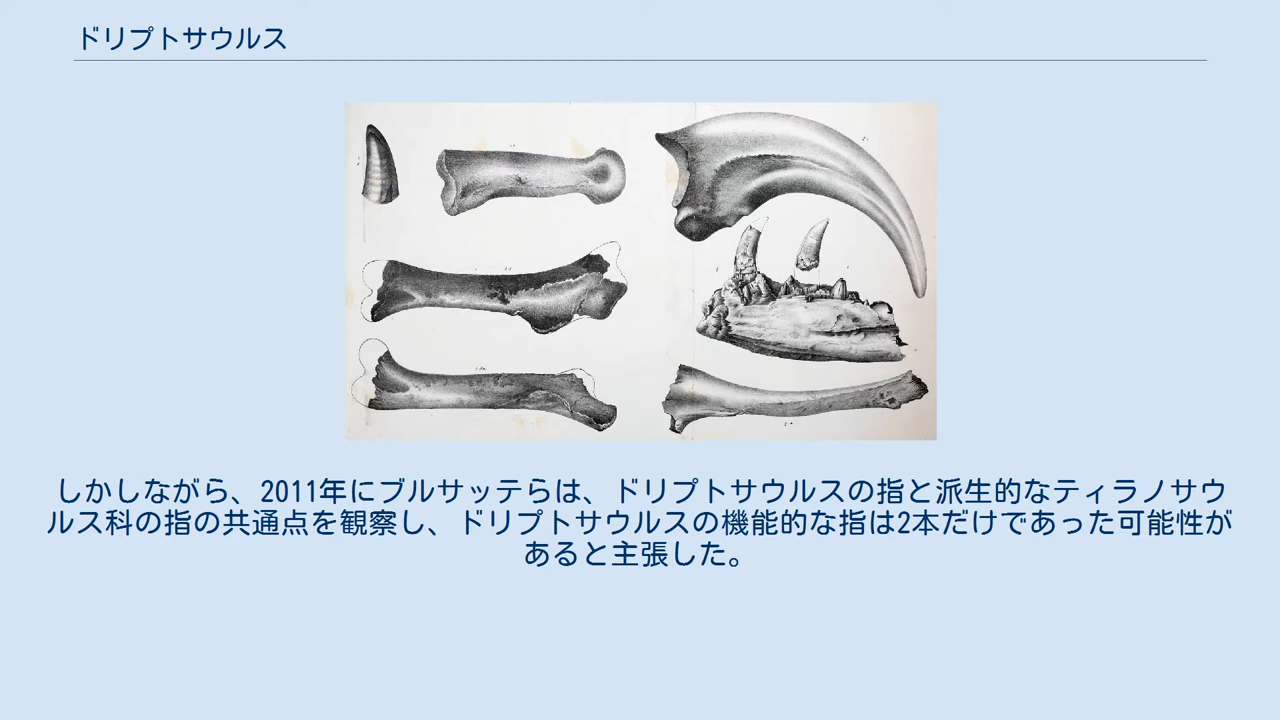 ドリプトサウルス
しかしながら、2011年にブルサッテらは、ドリプトサウルスの指と派生的なティラノサウ
ルス科の指の共通点を観察し、ドリプトサウルスの機能的な指は2本だけであった可能性が
あると主張した。